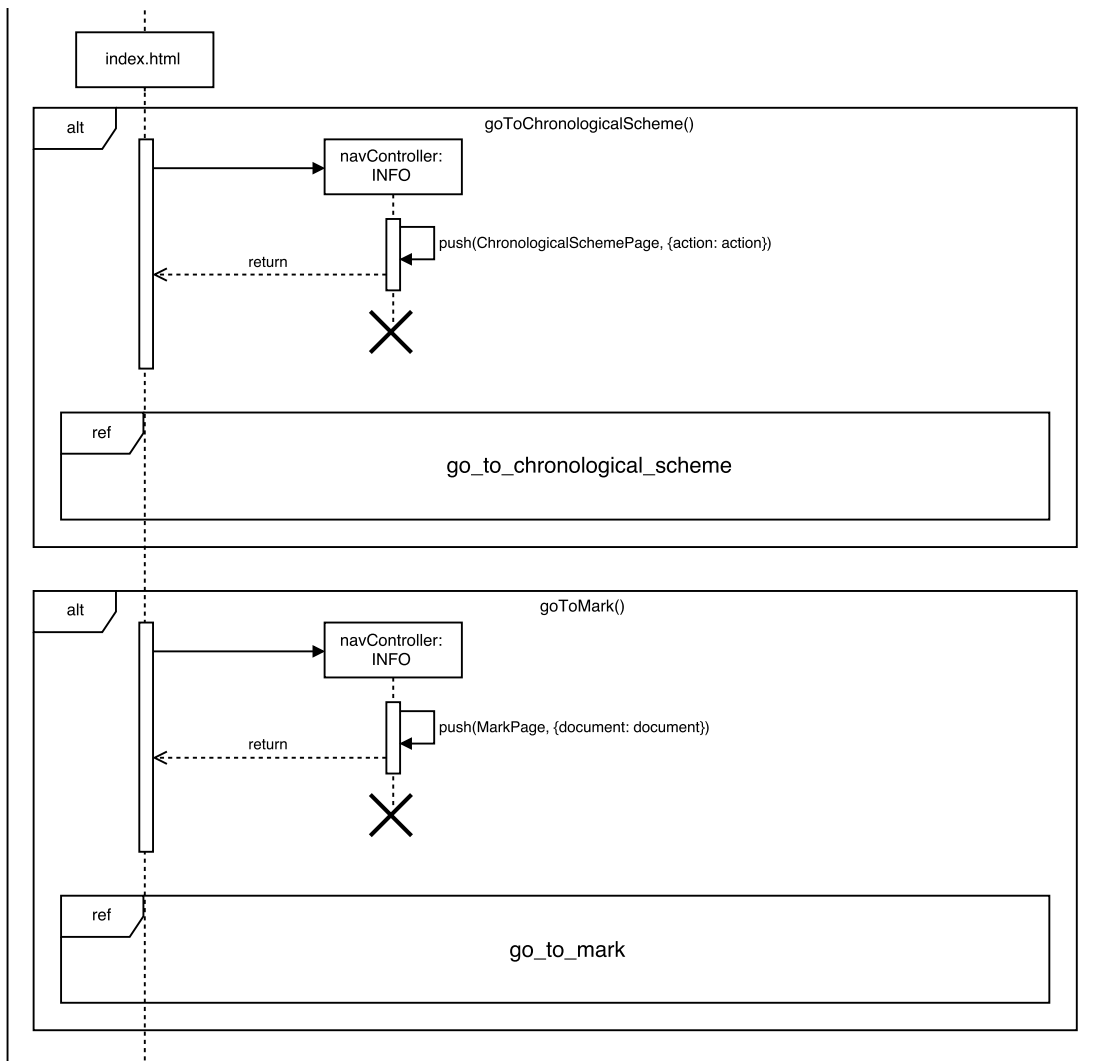 index.html
alt
goToChronologicalScheme()
navController:
INFO
push(ChronologicalSchemePage, {action: action})
return
ref
go_to_chronological_scheme
alt
goToMark()
navController:
INFO
push(MarkPage, {document: document})
return
ref
go_to_mark